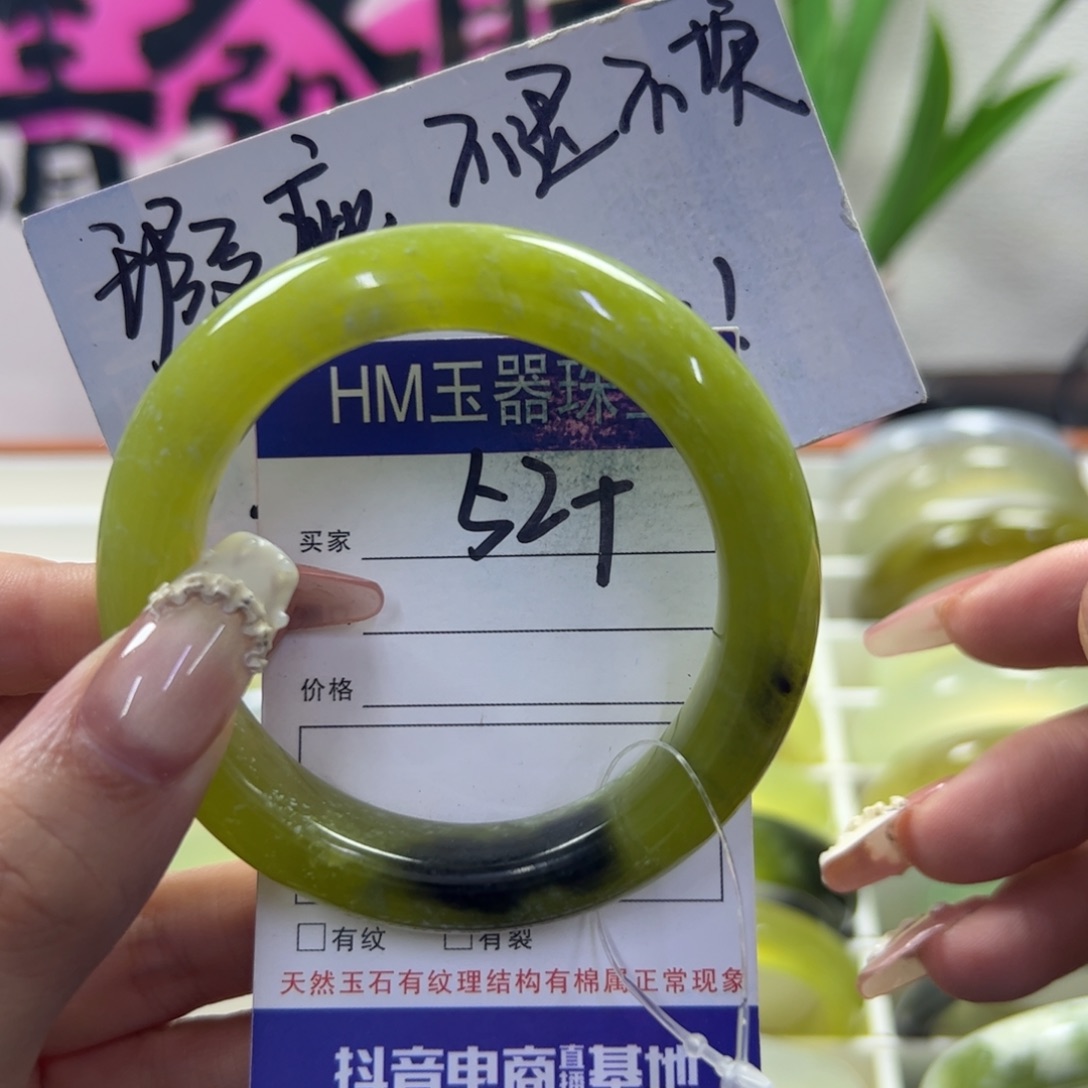 瑕疵 不退不换
!
HM玉器珠
52+
买家
价格
□有纹 □有裂
天然玉石有纹理结构有棉属正常现象
抖音电商直播基地